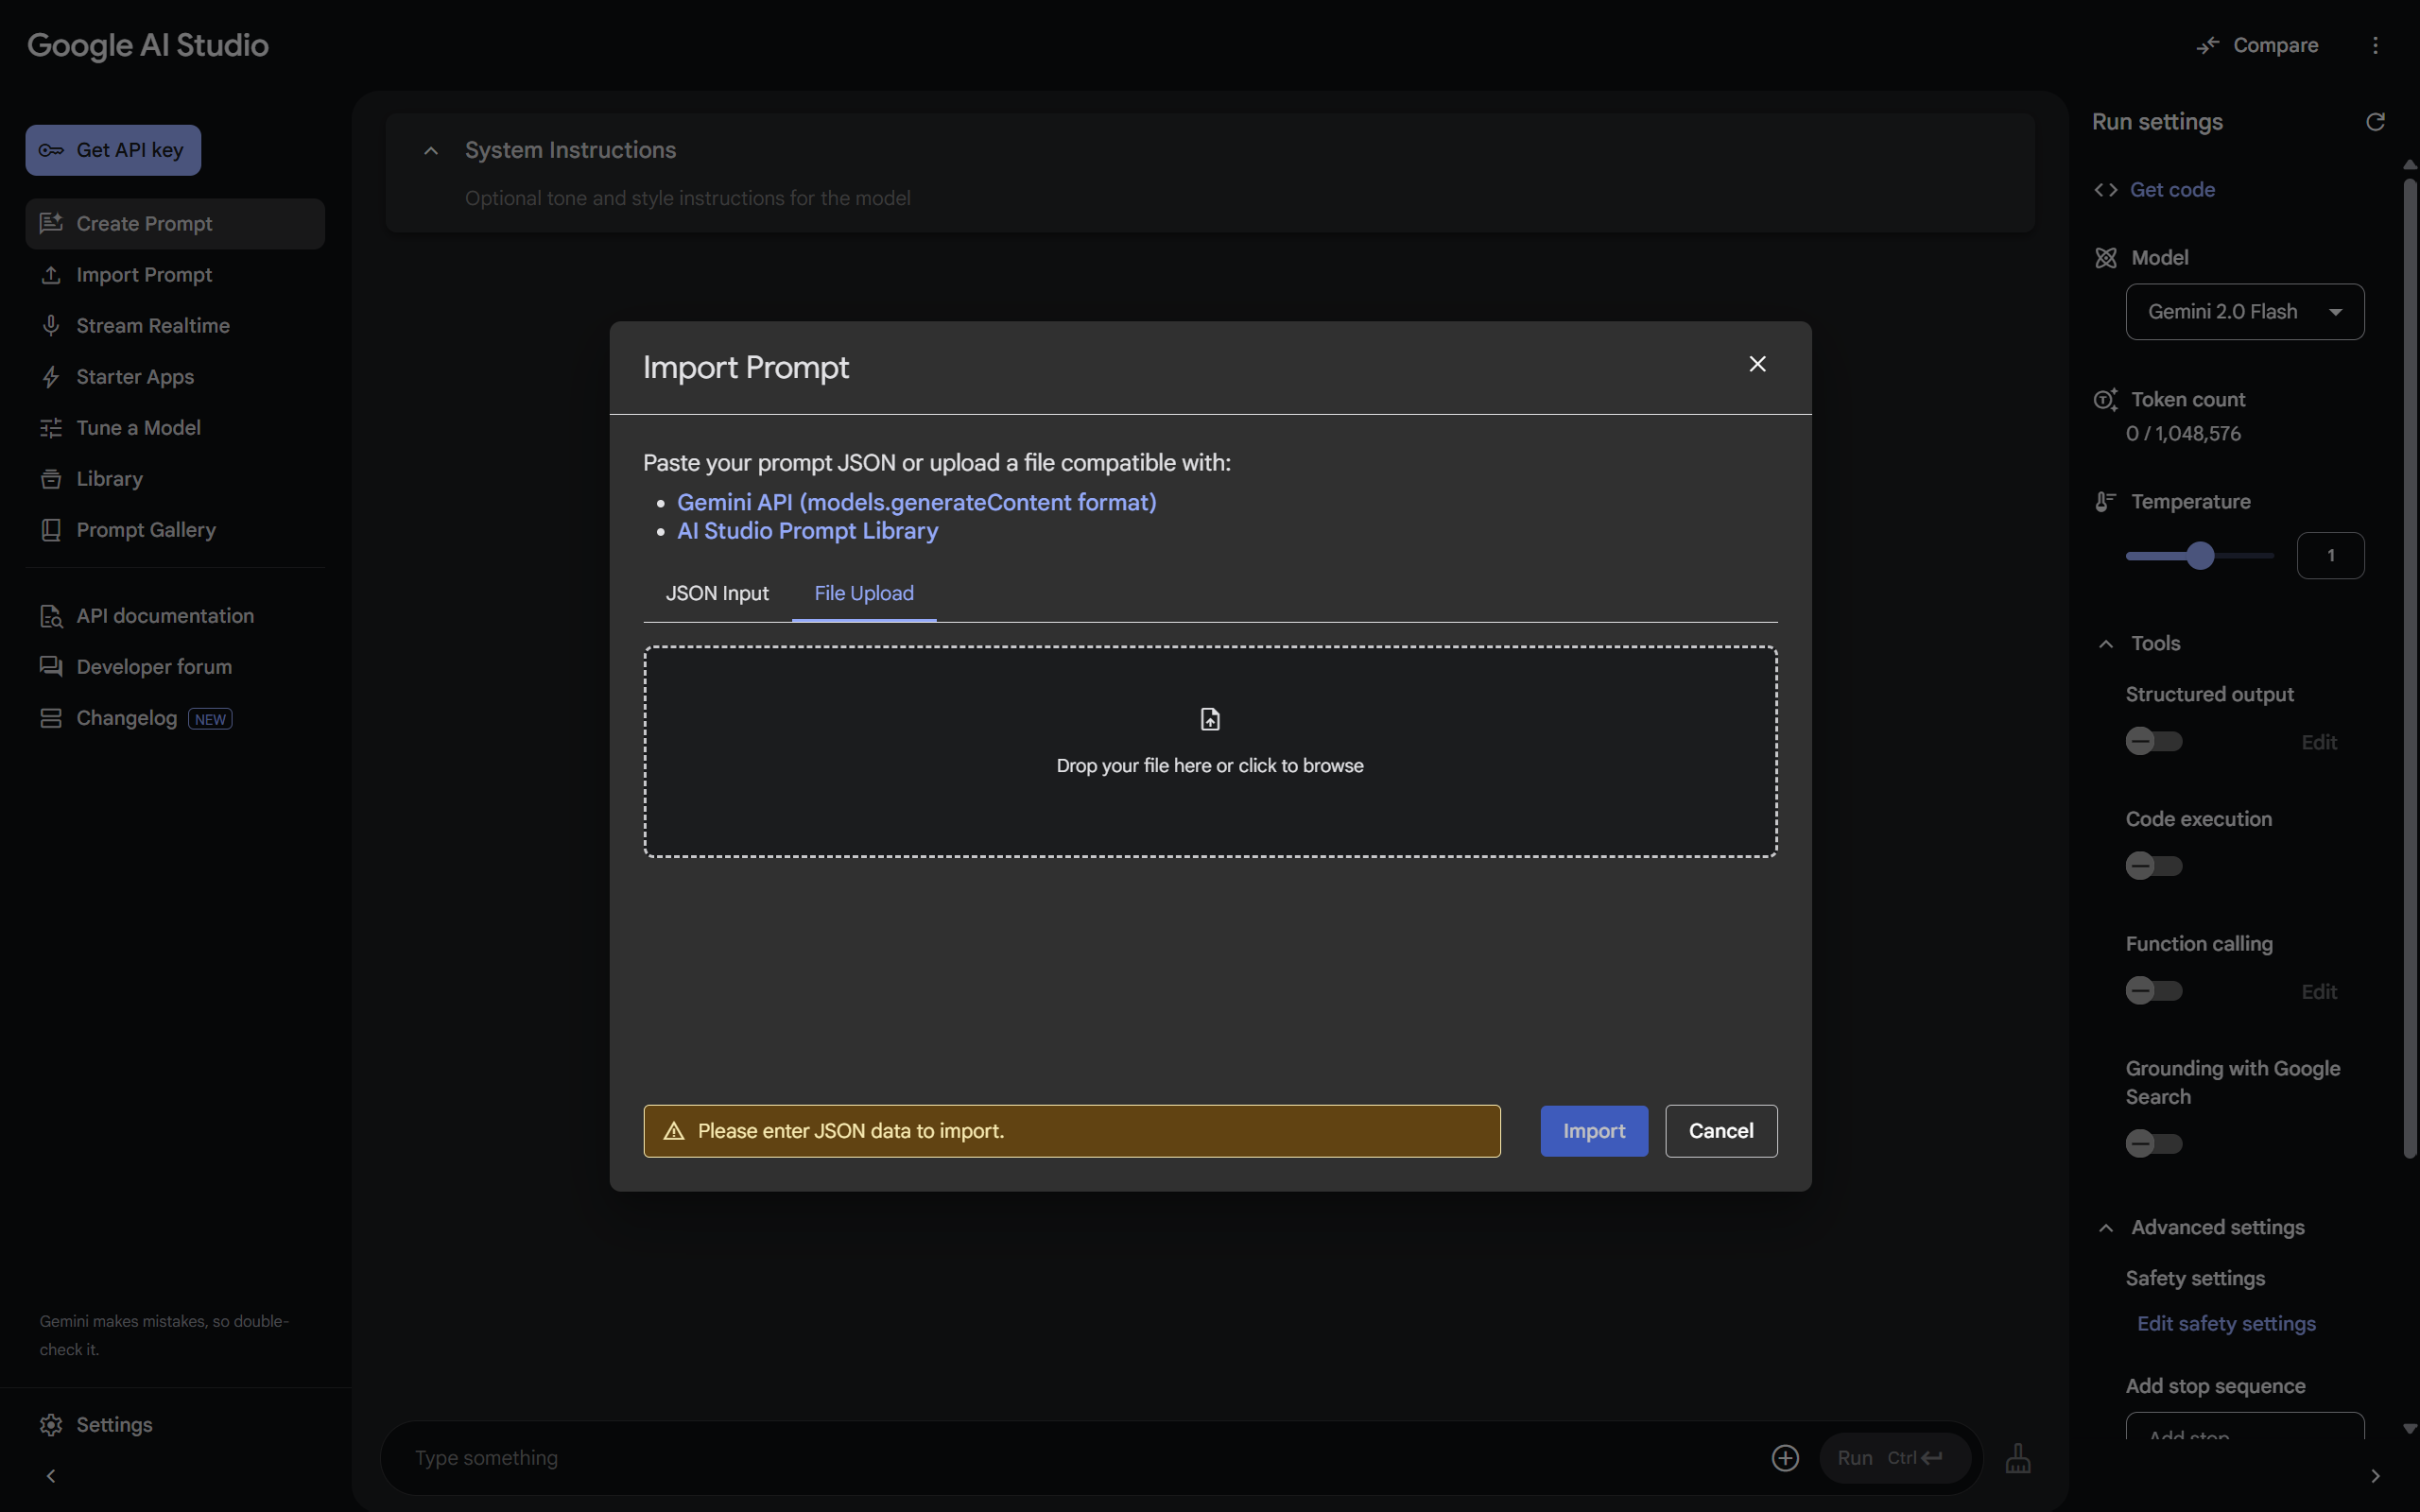 Google AI Studio
Compare
Get API key
Create Prompt
Import Prompt
Stream Realtime
Starter Apps
Tune a Model
Library
Prompt Gallery
API documentation
Developer forum
Changelog NEW
Gemini makes mistakes, so double-
check it.
Settings
System Instructions
Optional tone and style instructions for the model
Import Prompt
Paste your prompt JSON or upload a file compatible with:
• Gemini API (models.generateContent format)
• AI Studio Prompt Library
JSON Input File Upload
Drop your file here or click to browse
Please enter JSON data to import.
Import Cancel
Type something
Run Ctrl
Run settings
Get code
Model
Gemini 2.0 Flash
Token count
0 / 1,048,576
Temperature
1
Tools
Structured output
Edit
Code execution
Function calling
Edit
Grounding with Google
Search
Advanced settings
Safety settings
Edit safety settings
Add stop sequence
Add stop